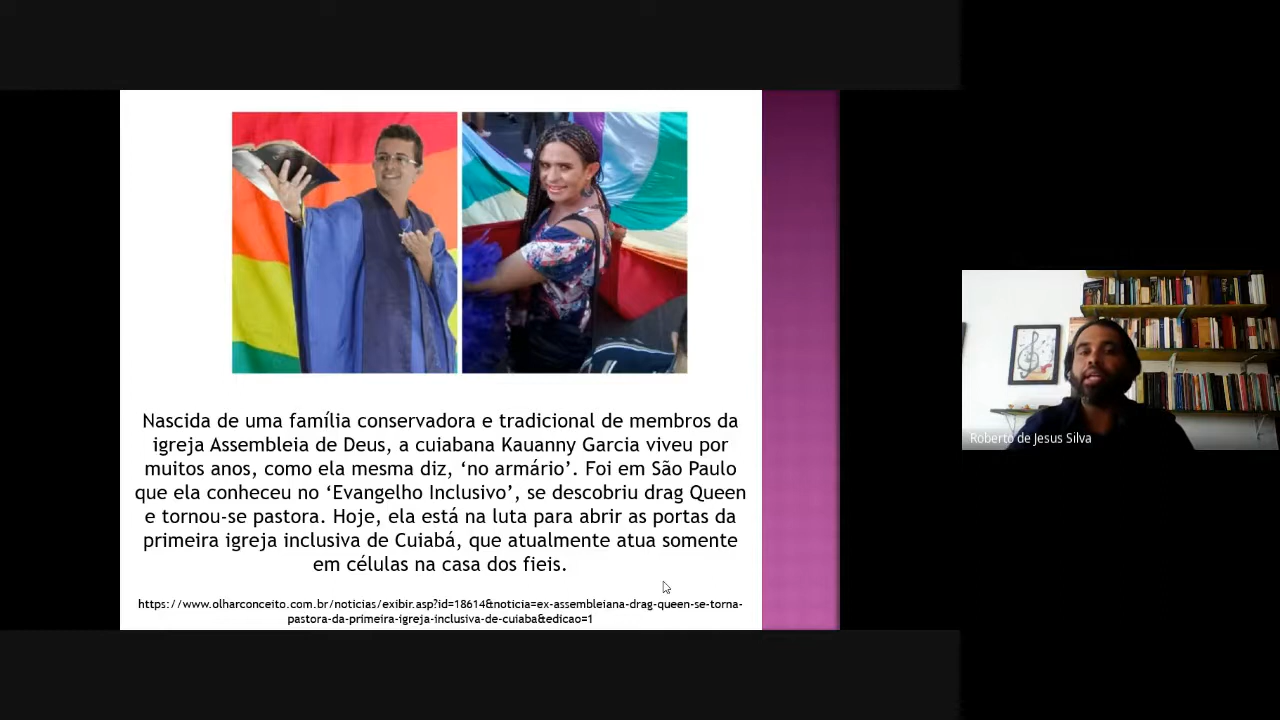 Nascida de uma família conservadora e tradicional de membros da
igreja Assembleia de Deus, a cuiabana Kauanny Garcia viveu por
muitos anos, como ela mesma diz, ‘no armário’. Foi em São Paulo
que ela conheceu no ‘Evangelho Inclusivo’, se descobriu drag Queen
e tornou-se pastora. Hoje, ela está na luta para abrir as portas da
primeira igreja inclusiva de Cuiabá, que atualmente atua somente
em células na casa dos fieis.
https://www.olharconceito.com.br/noticias/exibir.asp?id=18614&noticia=ex-assembleiana-drag-queen-se-torna-
pastora-da-primeira-igreja-inclusiva-de-cuiaba&edicao=1
Roberto de Jesus Silva